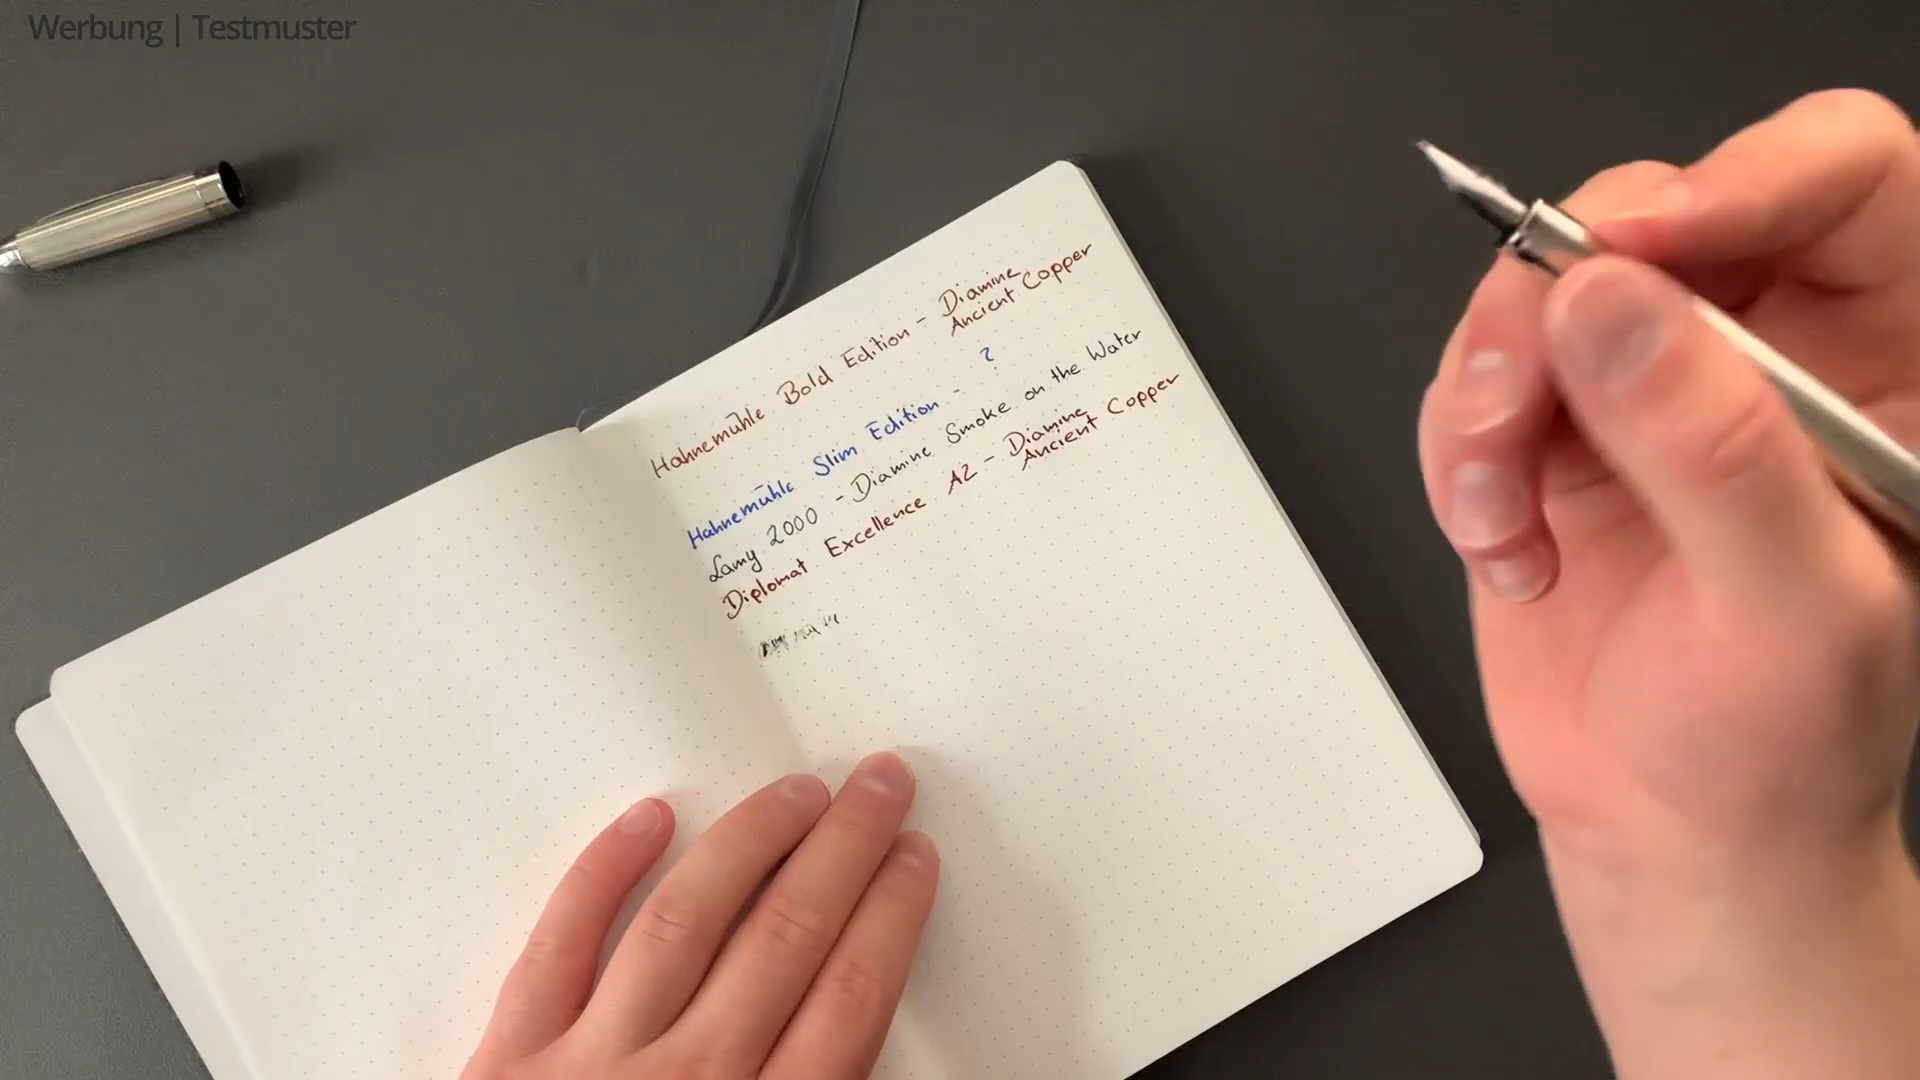 Werbung | Testmuster
Hahnemühle Bold Edition - Diamine
Ancient Copper
Hahnemühle Slim Edition - ?
Lamy 2000 - Diamine Smoke on the Water
Diplomat Excellence A2 - Diamine
Ancient Copper